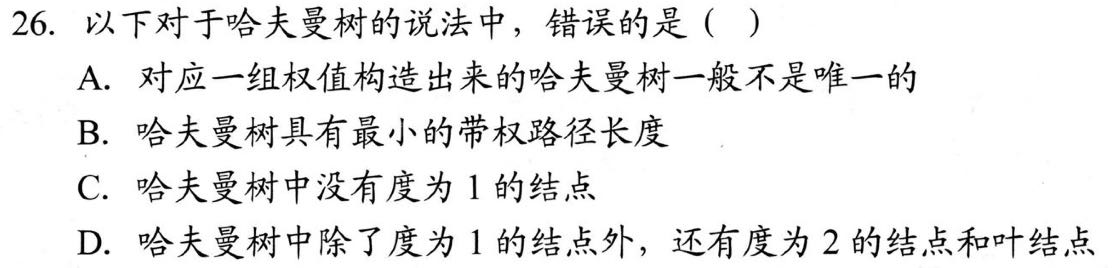 26. 以下对于哈夫曼树的说法中，错误的是（ ）
A. 对应一组权值构造出来的哈夫曼树一般不是唯一的
B. 哈夫曼树具有最小的带权路径长度
C. 哈夫曼树中没有度为 1 的结点
D. 哈夫曼树中除了度为 1 的结点外，还有度为 2 的结点和叶结点